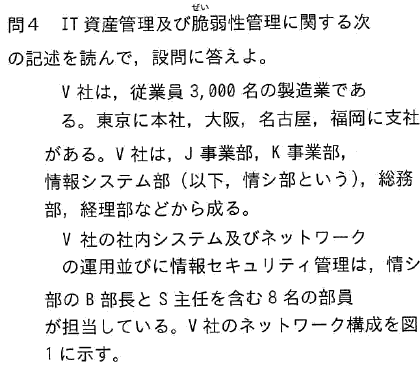 ぜい
問4 IT資産管理及び脆弱性管理に関する次
の記述を読んで，設問に答えよ。
V社は，従業員3,000名の製造業であ
る。東京に本社，大阪，名古屋，福岡に支社
がある。V社は，J事業部，K事業部，
情報システム部（以下，情シ部という），総務
部，経理部などから成る。
V社の社内システム及びネットワーク
の運用並びに情報セキュリティ管理は，情シ
部のB部長とS主任を含む8名の部員
が担当している。V社のネットワーク構成を図
1に示す。